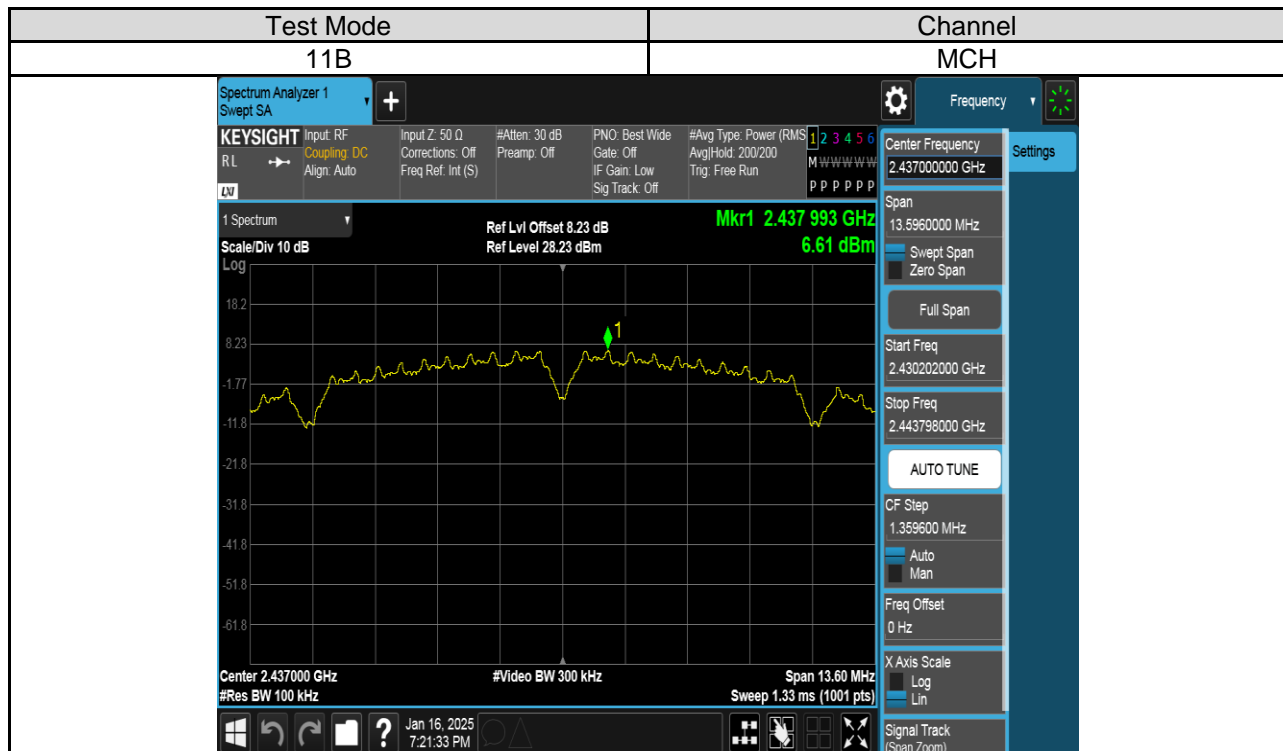 Test Mode Channel
11B MCH
Spectrum Analyzer 1
Swept SA
+
Frequency
KEYSIGHT
RL
LXI
Input: RF
Coupling: DC
Align: Auto
Input Z: 50 Ω
Corrections: Off
Freq Ref: Int (S)
#Atten: 30 dB
Preamp: Off
PNO: Best Wide
Gate: Off
IF Gain: Low
Sig Track: Off
#Avg Type: Power (RMS
Avg|Hold: 200/200
Trig: Free Run
1 2 3 4 5 6
M W W W W W
P P P P P P
1 Spectrum
Scale/Div 10 dB
Log
Ref Lvl Offset 8.23 dB
Ref Level 28.23 dBm
Mkr1 2.437 993 GHz
6.61 dBm
1
18.2
8.23
-1.77
-11.8
-21.8
-31.8
-41.8
-51.8
-61.8
Center 2.437000 GHz
#Res BW 100 kHz
#Video BW 300 kHz
Span 13.60 MHz
Sweep 1.33 ms (1001 pts)
?
Jan 16, 2025
7:21:33 PM
Center Frequency
2.437000000 GHz
Span
13.5960000 MHz
Swept Span
Zero Span
Full Span
Start Freq
2.430202000 GHz
Stop Freq
2.443798000 GHz
AUTO TUNE
CF Step
1.359600 MHz
Auto
Man
Freq Offset
0 Hz
X Axis Scale
Log
Lin
Signal Track
(Span Zoom)
Settings